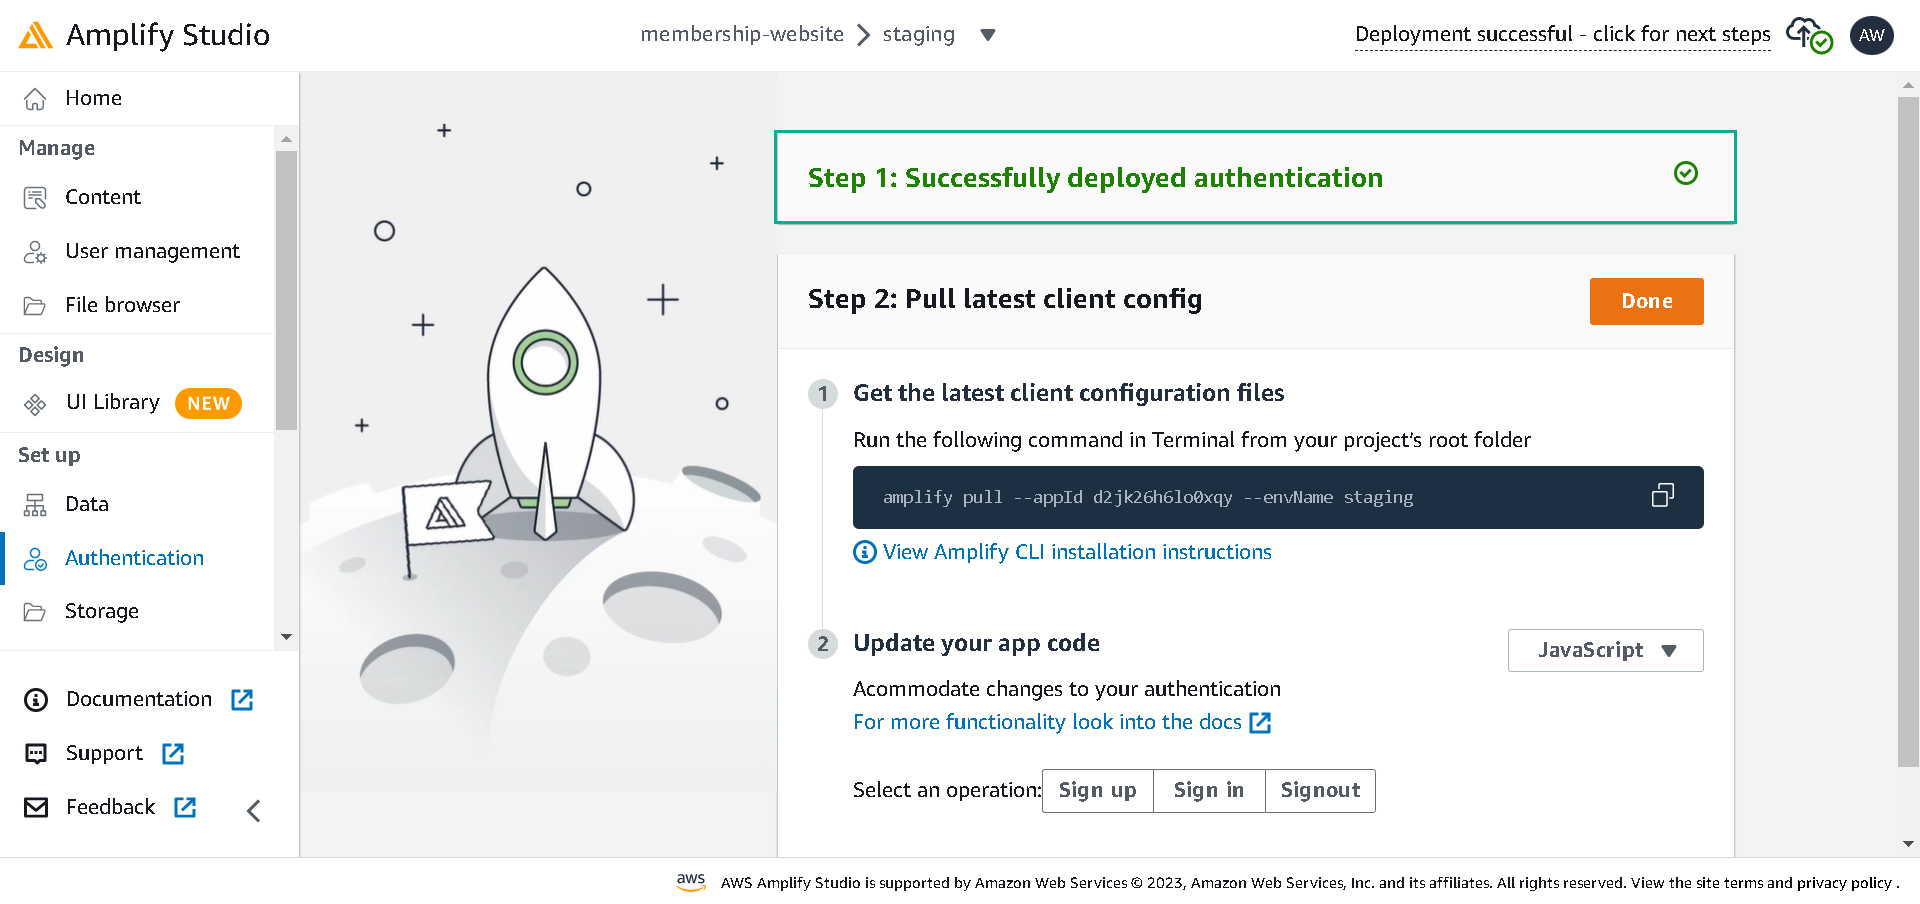 Amplify Studio
membership-website staging
Deployment successful - click for next steps
AW
Home
Manage
Content
User management
File browser
Design
UI Library NEW
Set up
Data
Authentication
Storage
Documentation
Support
Feedback
Step 1: Successfully deployed authentication
Step 2: Pull latest client config
Done
1 Get the latest client configuration files
Run the following command in Terminal from your project's root folder
amplify pull --appId d2jk26h6lo0xqy --envName staging
View Amplify CLI installation instructions
2 Update your app code
JavaScript
Acommodate changes to your authentication
For more functionality look into the docs
Select an operation: Sign up Sign in Signout
aws AWS Amplify Studio is supported by Amazon Web Services © 2023, Amazon Web Services, Inc. and its affiliates. All rights reserved. View the site terms and privacy policy .